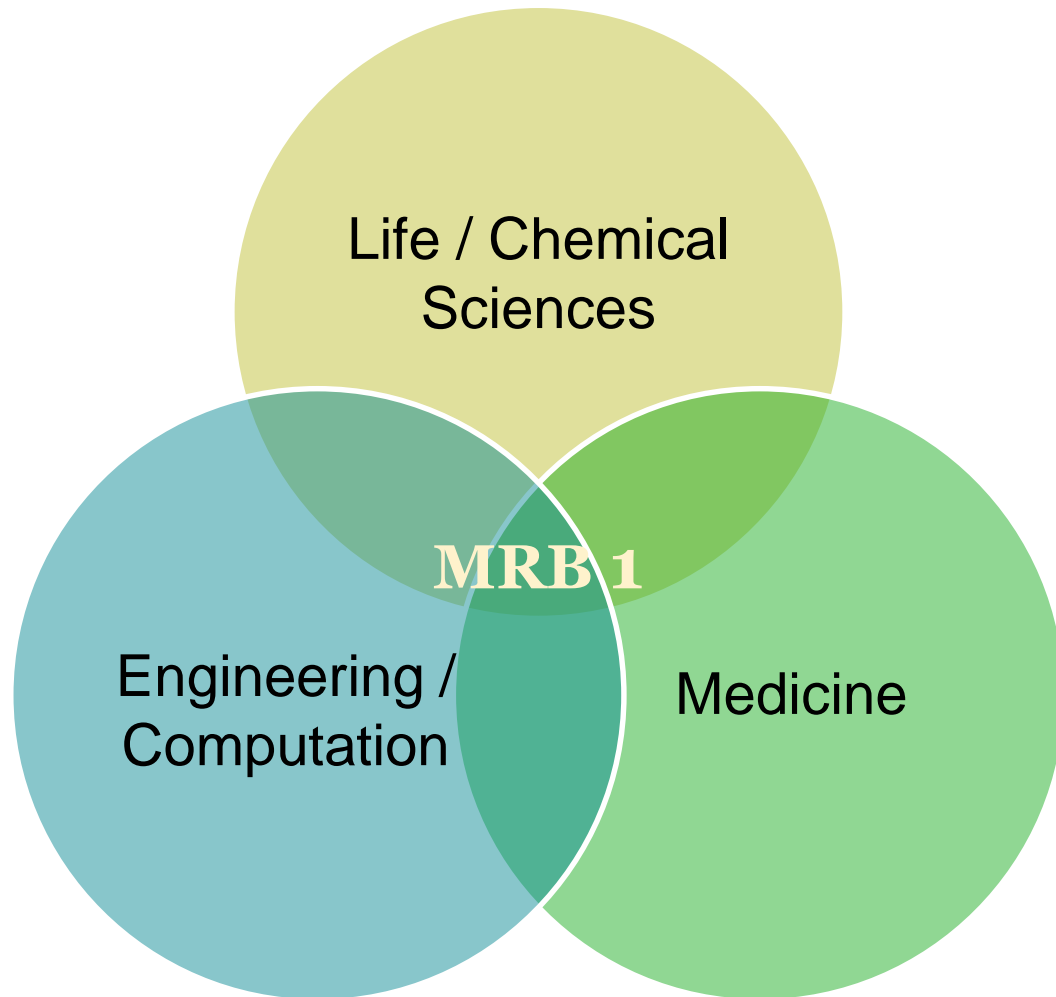 Life / Chemical
Sciences
MRB 1
Engineering /
Computation
Medicine